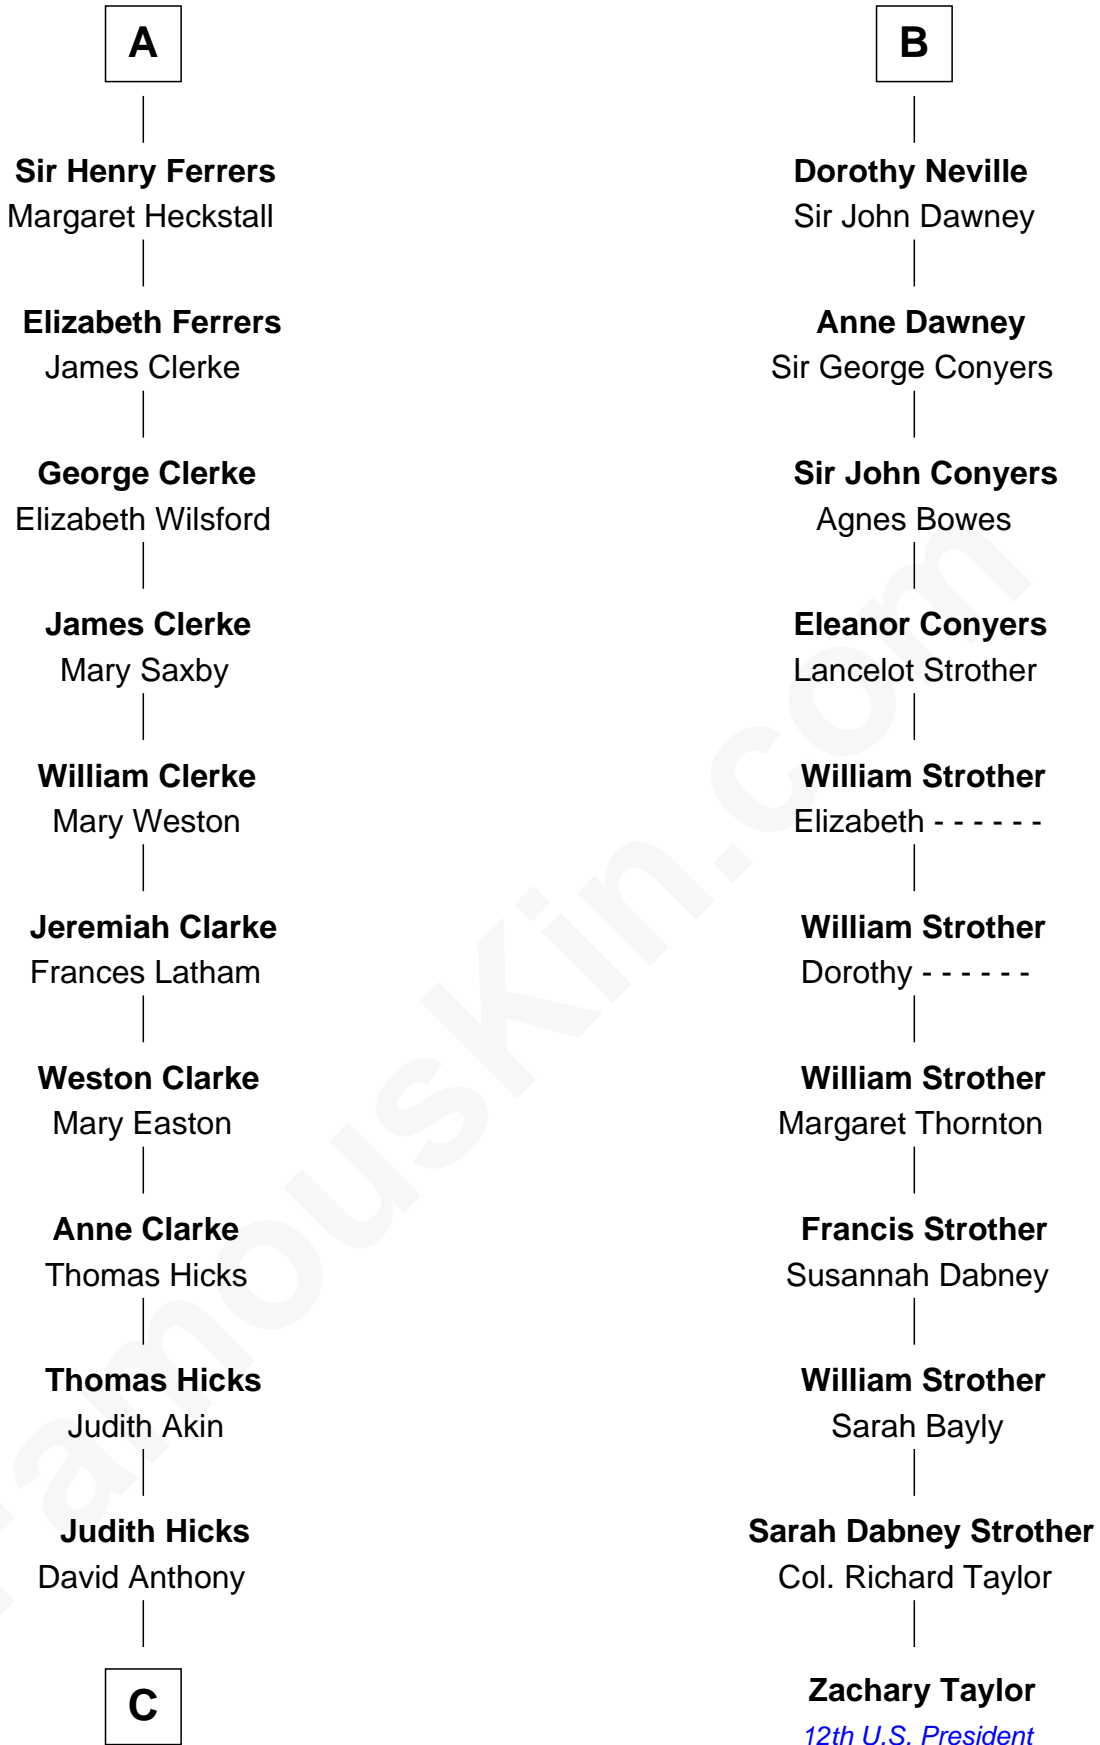 A
Sir Henry Ferrers
Margaret Heckstall
Elizabeth Ferrers
James Clerke
George Clerke
Elizabeth Wilsford
James Clerke
Mary Saxby
William Clerke
Mary Weston
Jeremiah Clarke
Frances Latham
Weston Clarke
Mary Easton
Anne Clarke
Thomas Hicks
Thomas Hicks
Judith Akin
Judith Hicks
David Anthony
C
B
Dorothy Neville
Sir John Dawney
Anne Dawney
Sir George Conyers
Sir John Conyers
Agnes Bowes
Eleanor Conyers
Lancelot Strother
William Strother
Elizabeth - - - - - -
William Strother
Dorothy - - - - - -
William Strother
Margaret Thornton
Francis Strother
Susannah Dabney
William Strother
Sarah Bayly
Sarah Dabney Strother
Col. Richard Taylor
Zachary Taylor
12th U.S. President
FamousKin.com